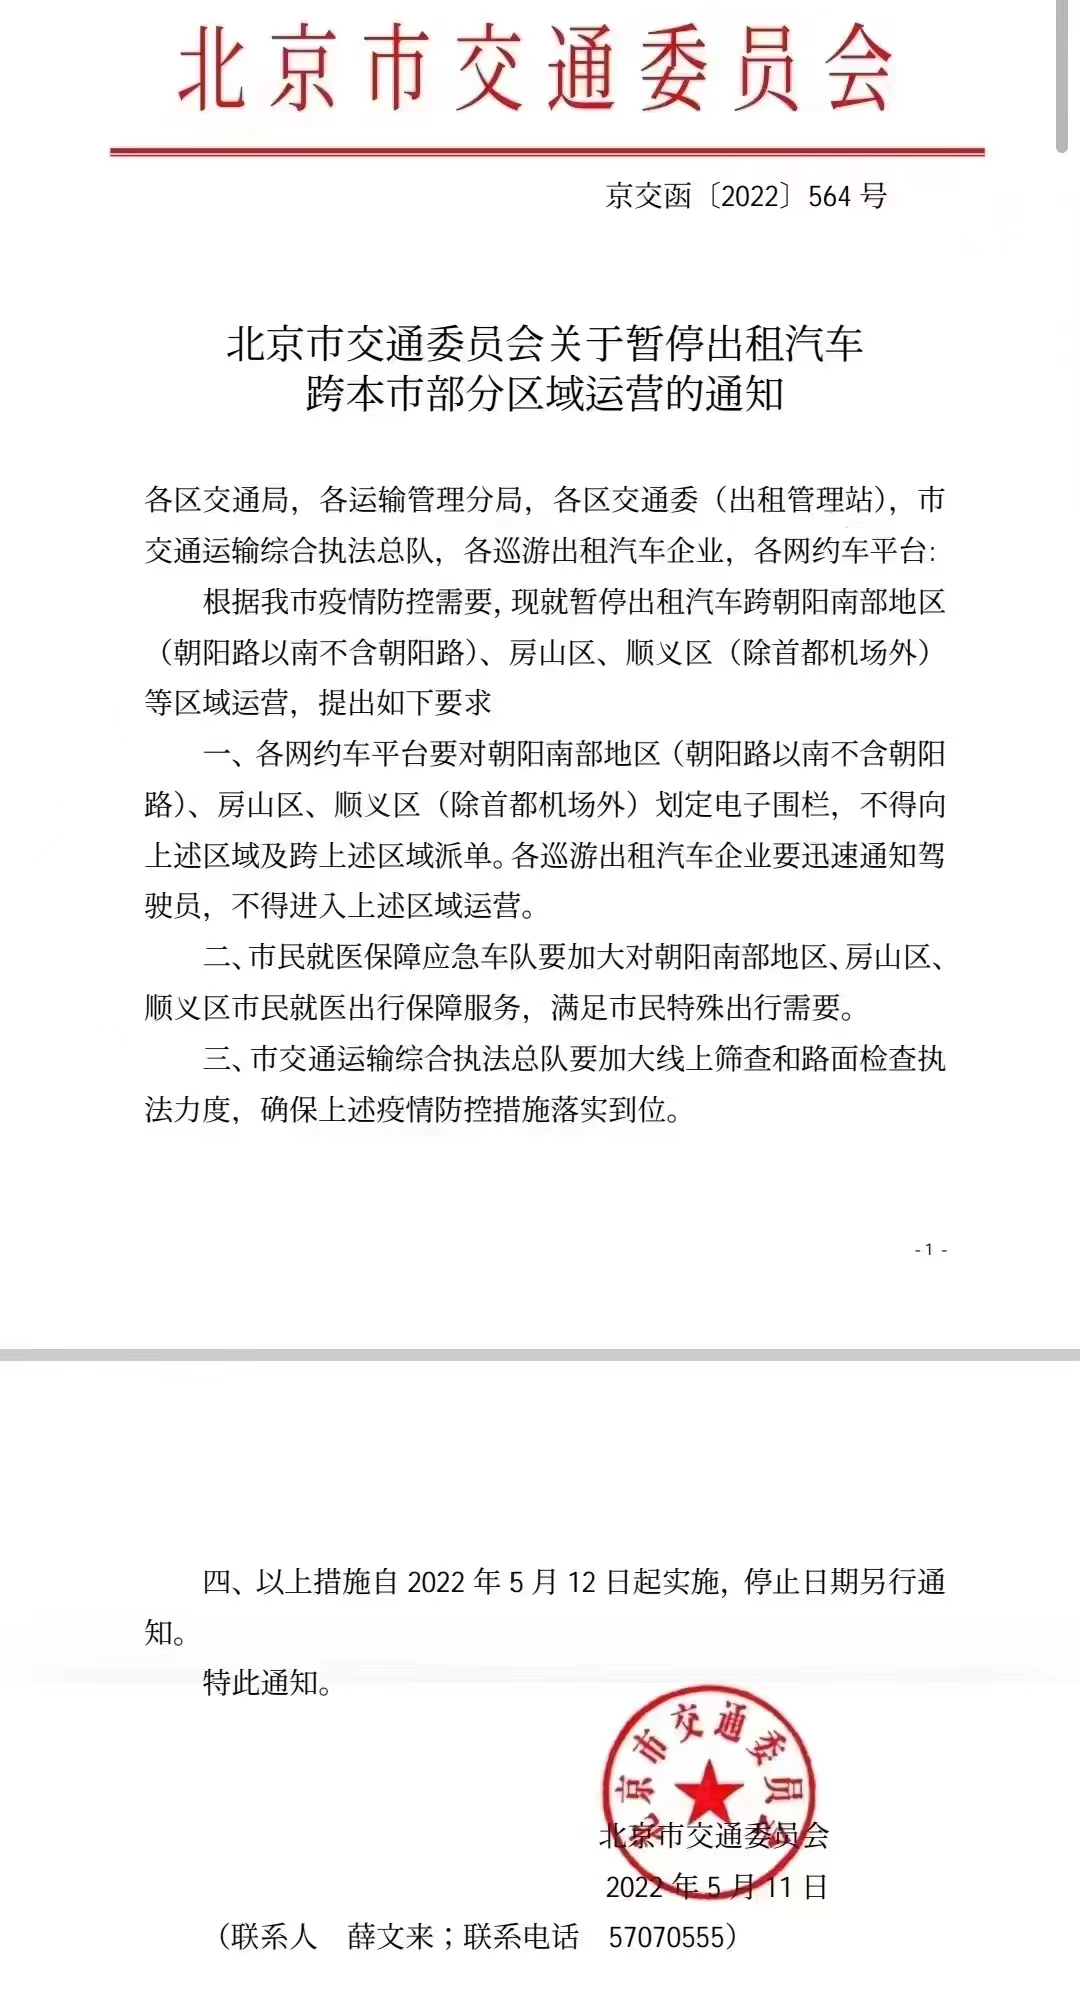 北京市交通委员会
京交函〔2022〕564 号
北京市交通委员会关于暂停出租汽车
跨本市部分区域运营的通知
各区交通局，各运输管理分局，各区交通委（出租管理站），市
交通运输综合执法总队，各巡游出租汽车企业，各网约车平台：
根据我市疫情防控需要，现就暂停出租汽车跨朝阳南部地区
（朝阳路以南不含朝阳路）、房山区、顺义区（除首都机场外）
等区域运营，提出如下要求
一、各网约车平台要对朝阳南部地区（朝阳路以南不含朝阳
路）、房山区、顺义区（除首都机场外）划定电子围栏，不得向
上述区域及跨上述区域派单。各巡游出租汽车企业要迅速通知驾
驶员，不得进入上述区域运营。
二、市民就医保障应急车队要加大对朝阳南部地区、房山区、
顺义区市民就医出行保障服务，满足市民特殊出行需要。
三、市交通运输综合执法总队要加大线上筛查和路面检查执
法力度，确保上述疫情防控措施落实到位。
- 1 -
四、以上措施自 2022 年 5 月 12 日起实施，停止日期另行通
知。
特此通知。
北京市交通委员会
北京市交通委员会
2022 年 5 月 11 日
（联系人　薛文来；联系电话　57070555）